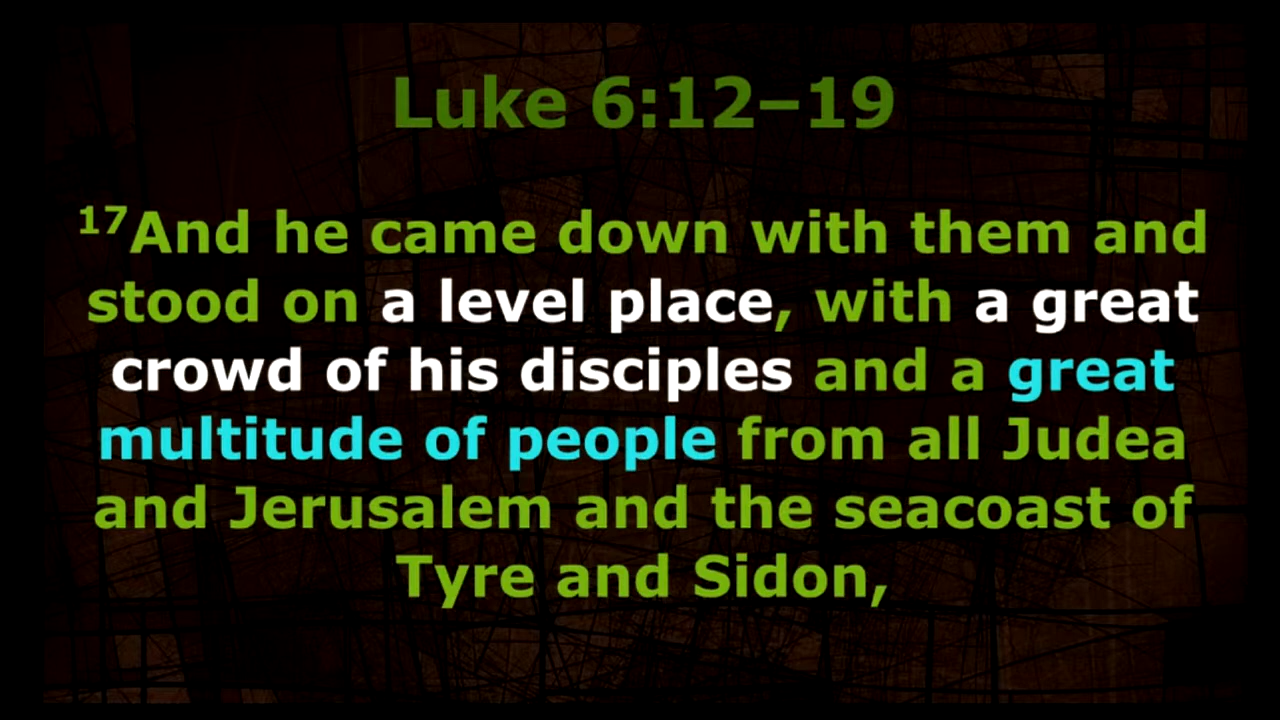 Luke 6:12–19
¹⁷And he came down with them and
stood on a level place, with a great
crowd of his disciples and a great
multitude of people from all Judea
and Jerusalem and the seacoast of
Tyre and Sidon,